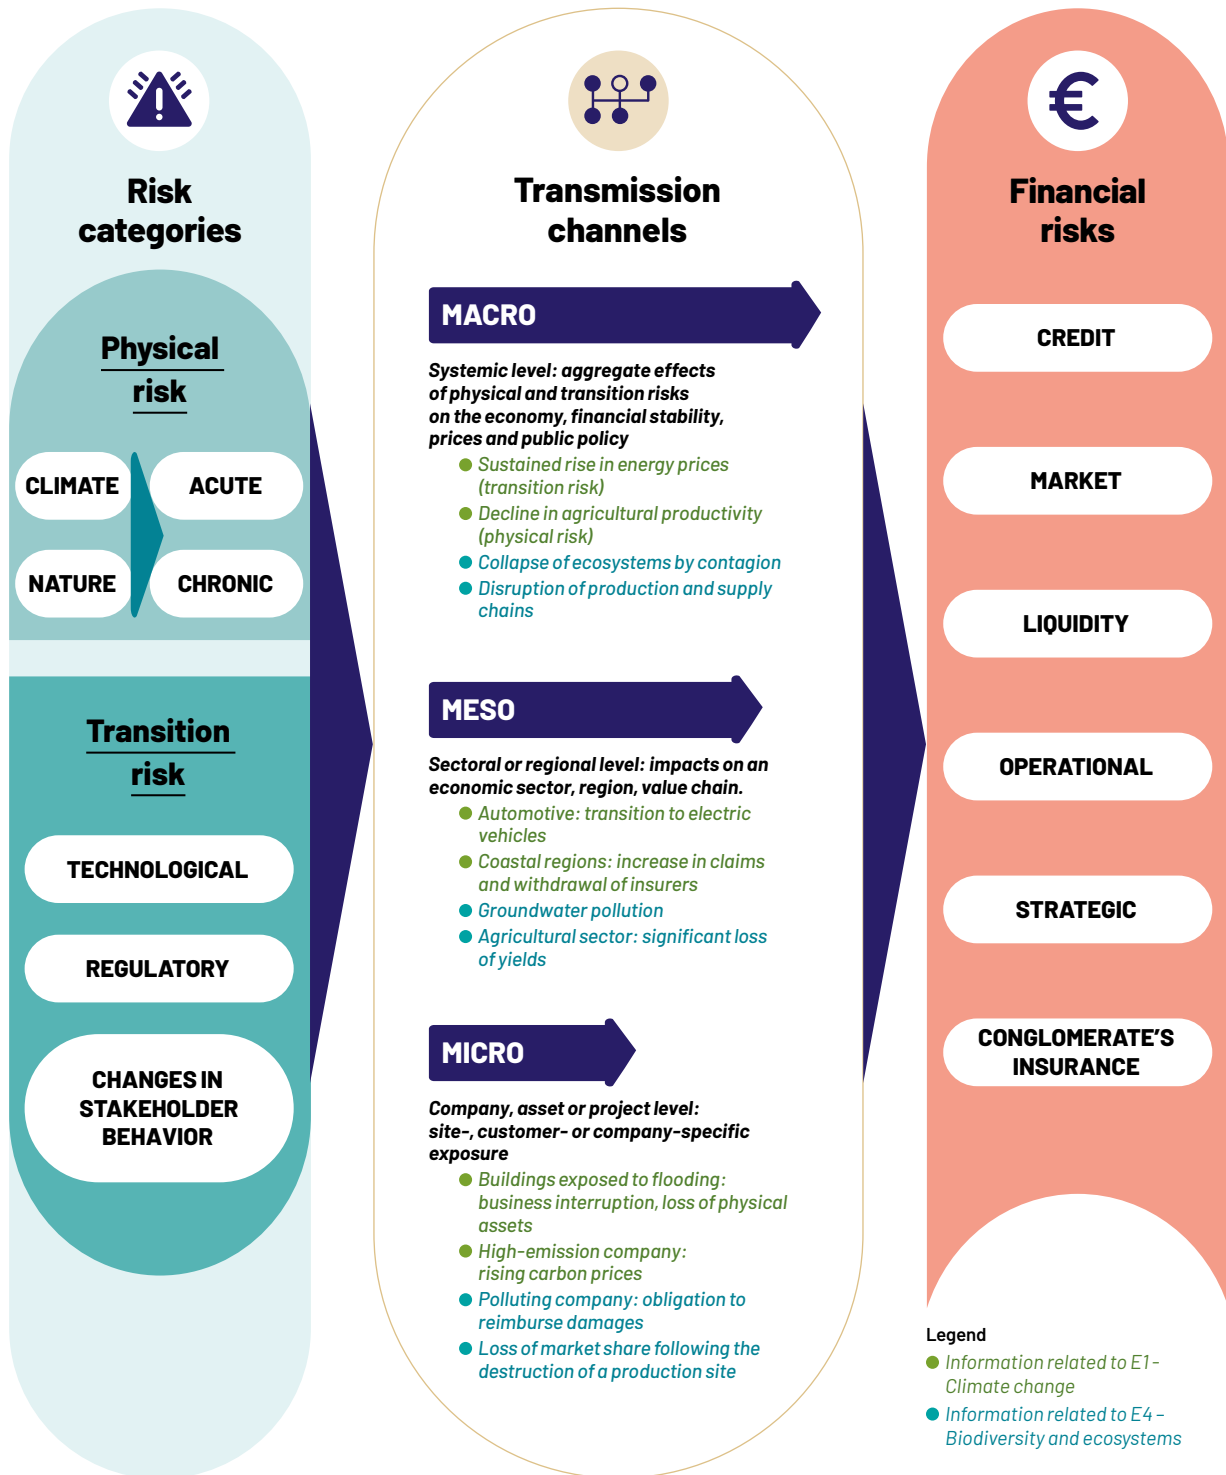 Risk
categories
Physical
risk
CLIMATE
ACUTE
NATURE
CHRONIC
Transition
risk
TECHNOLOGICAL
REGULATORY
CHANGES IN
STAKEHOLDER
BEHAVIOR
Transmission
channels
MACRO
Systemic level: aggregate effects
of physical and transition risks
on the economy, financial stability,
prices and public policy
Sustained rise in energy prices
(transition risk)
Decline in agricultural productivity
(physical risk)
Collapse of ecosystems by contagion
Disruption of production and supply
chains
MESO
Sectoral or regional level: impacts on an
economic sector, region, value chain.
Automotive: transition to electric
vehicles
Coastal regions: increase in claims
and withdrawal of insurers
Groundwater pollution
Agricultural sector: significant loss
of yields
MICRO
Company, asset or project level:
site-, customer- or company-specific
exposure
Buildings exposed to flooding:
business interruption, loss of physical
assets
High-emission company:
rising carbon prices
Polluting company: obligation to
reimburse damages
Loss of market share following the
destruction of a production site
€
Financial
risks
CREDIT
MARKET
LIQUIDITY
OPERATIONAL
STRATEGIC
CONGLOMERATE'S
INSURANCE
Legend
Information related to E1 -
Climate change
Information related to E4 –
Biodiversity and ecosystems